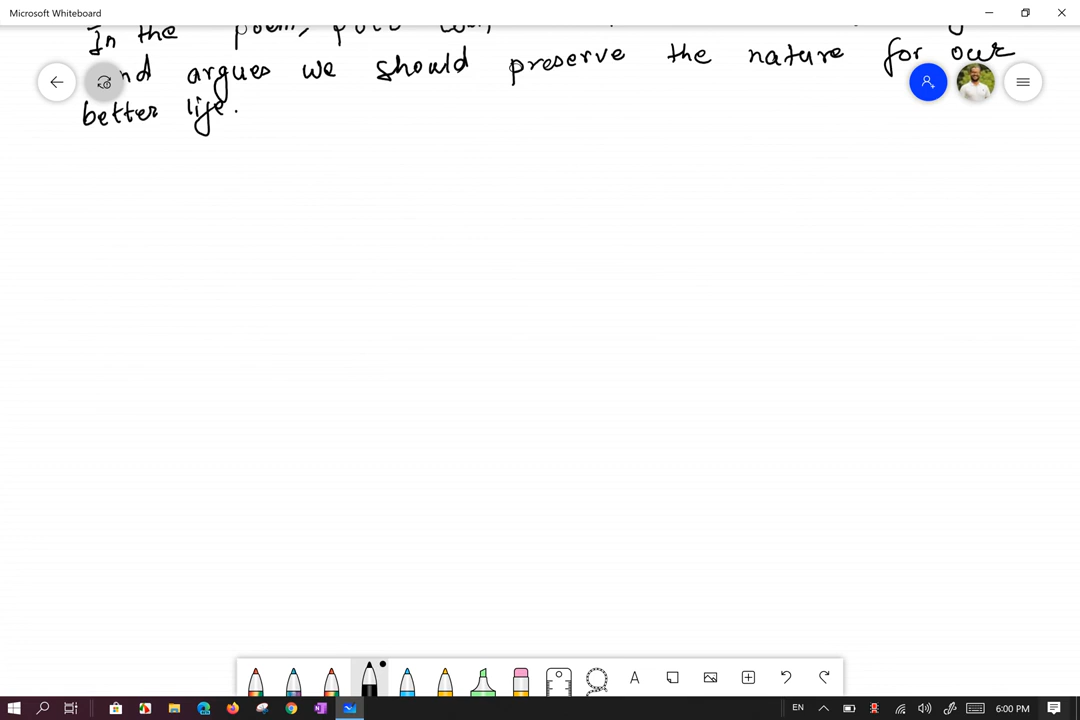 Microsoft Whiteboard
In the poem,
and argues we should preserve the nature for our
better life.
A
EN
6:00 PM